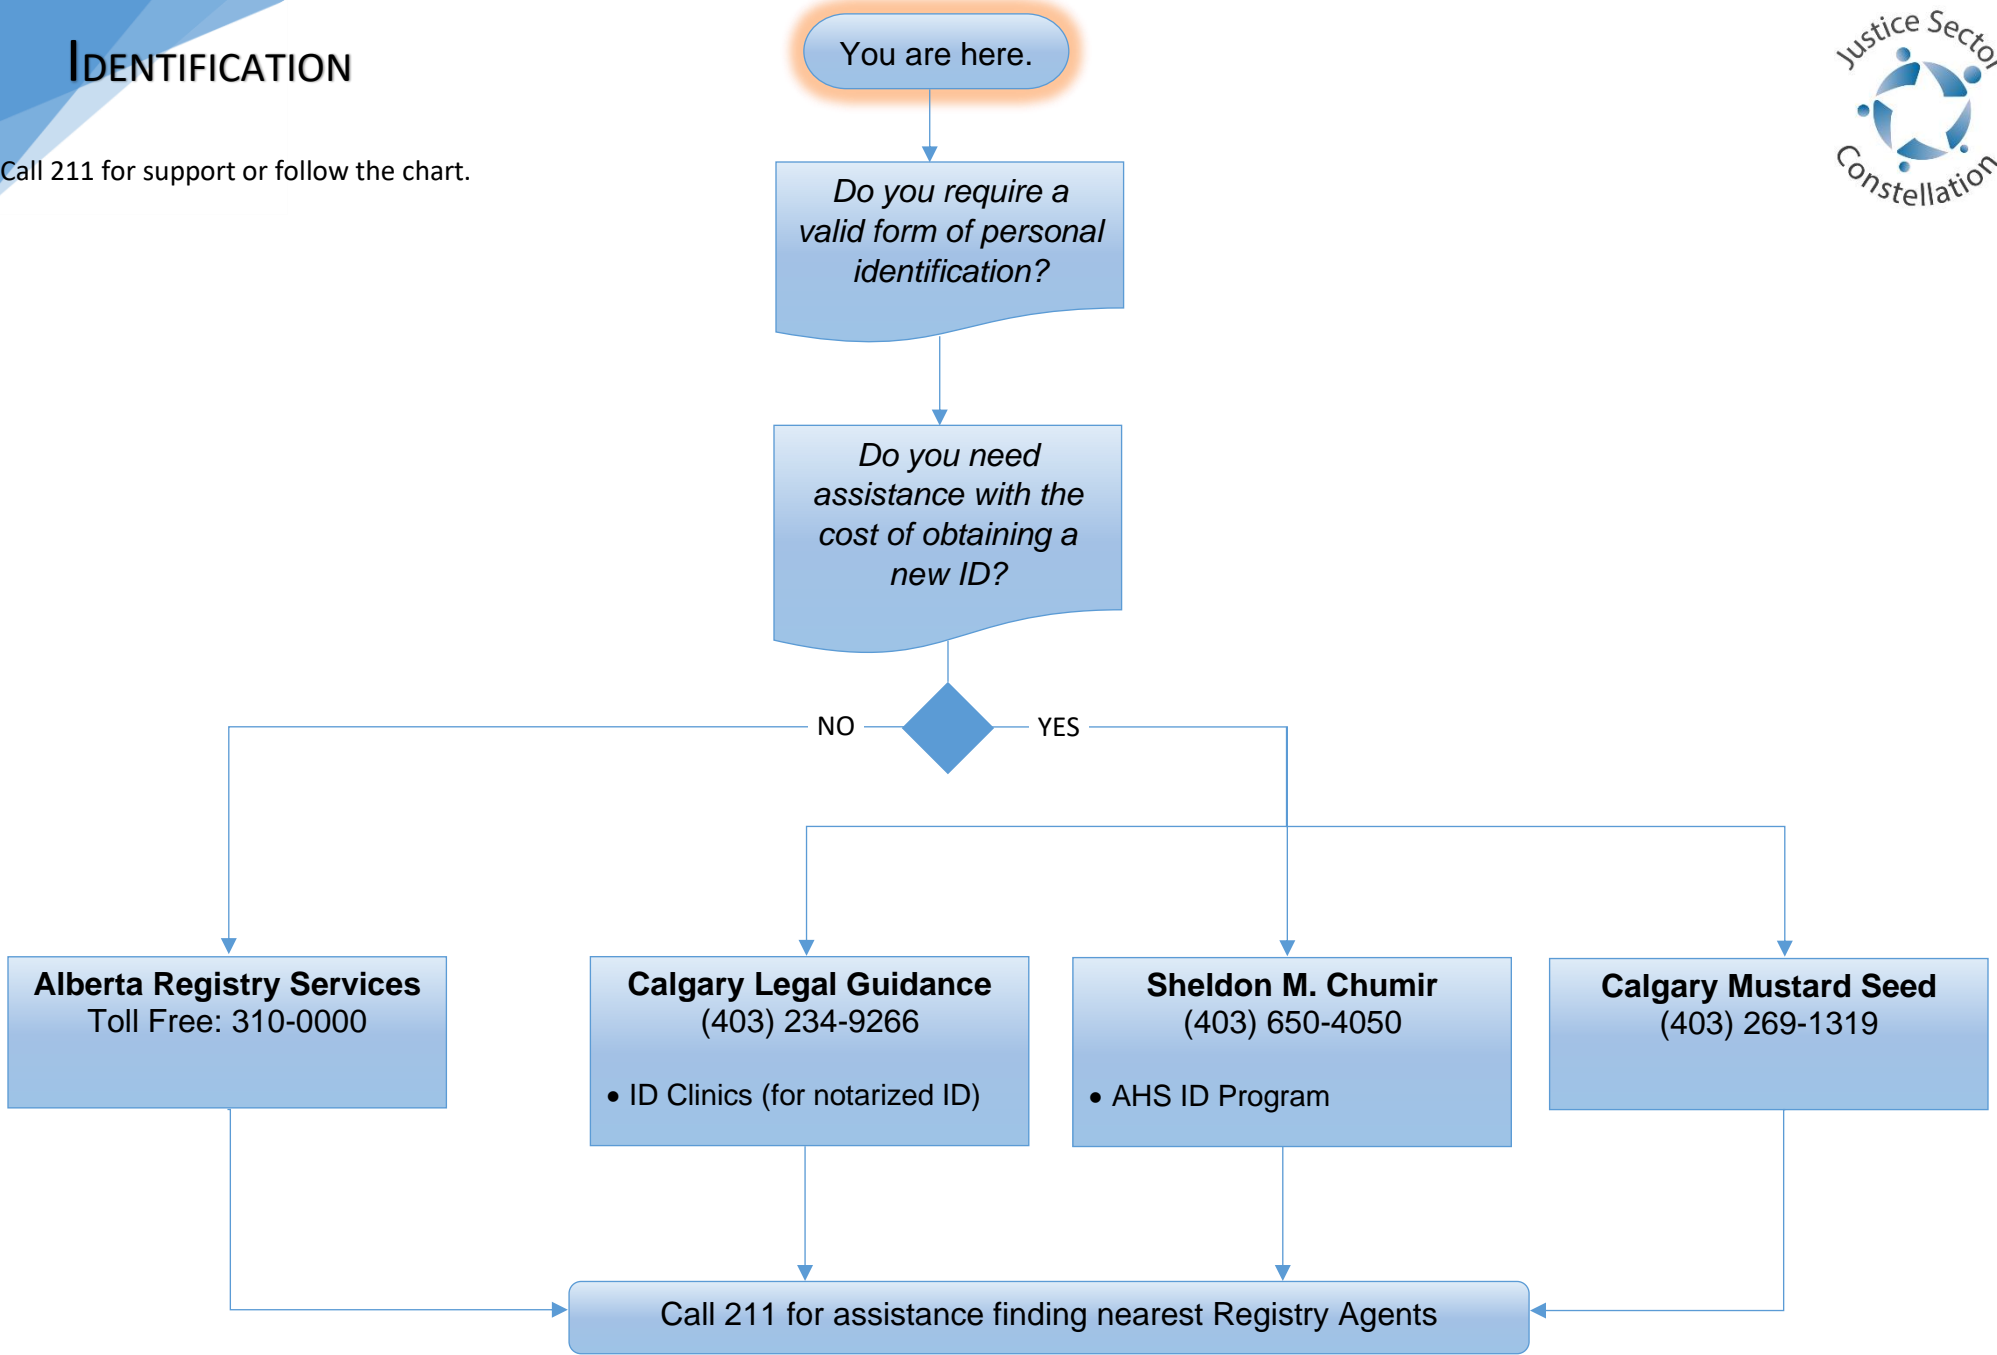 IDENTIFICATION
You are here.
Justice Sector
Constellation
Call 211 for support or follow the chart.
Do you require a
valid form of personal
identification?
Do you need
assistance with the
cost of obtaining a
new ID?
NO
YES
Alberta Registry Services
Toll Free: 310-0000
Calgary Legal Guidance
(403) 234-9266
• ID Clinics (for notarized ID)
Sheldon M. Chumir
(403) 650-4050
• AHS ID Program
Calgary Mustard Seed
(403) 269-1319
Call 211 for assistance finding nearest Registry Agents